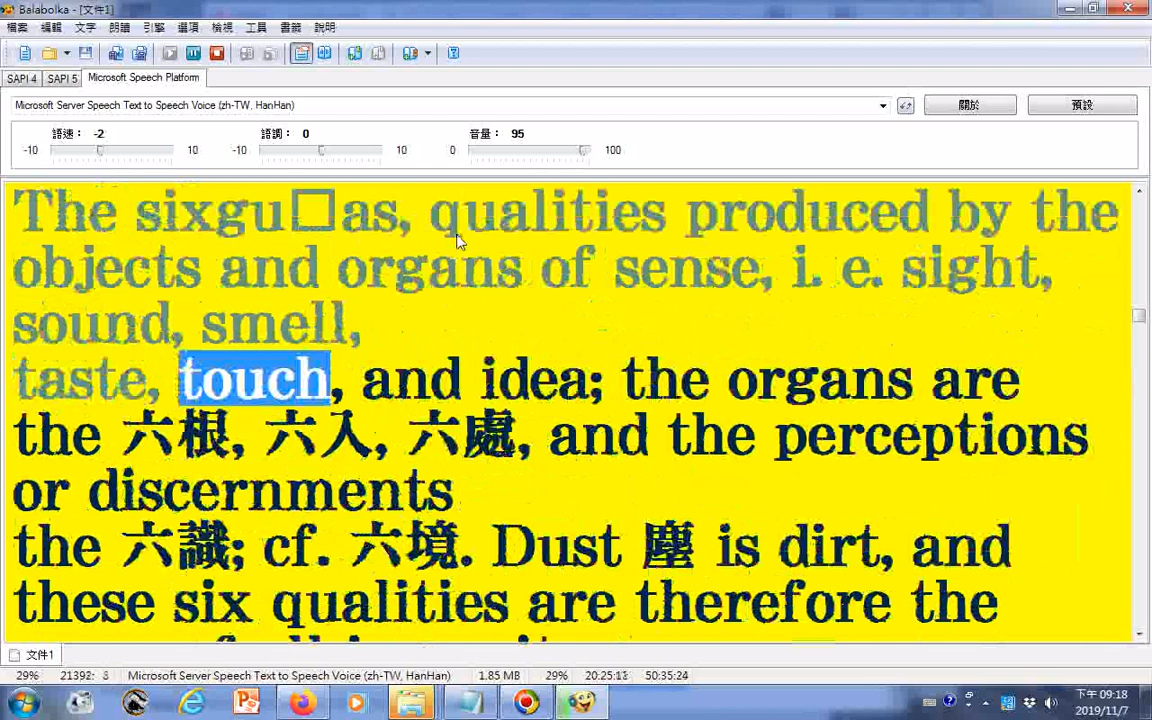 Balabolka - [文件1]
檔案 編輯 文字 朗讀 引擎 選項 檢視 工具 書籤 說明
SAPI 4 SAPI 5 Microsoft Speech Platform
Microsoft Server Speech Text to Speech Voice (zh-TW, HanHan) 關於 預設
語速: -2 語調: 0 音量: 95
-10 10 -10 10 0 100
The sixgu□as, qualities produced by the
objects and organs of sense, i. e. sight,
sound, smell,
taste, touch, and idea; the organs are
the 六根, 六入, 六處, and the perceptions
or discernments
the 六識; cf. 六境. Dust 塵 is dirt, and
these six qualities are therefore the
文件1
29% 21392: 8 Microsoft Server Speech Text to Speech Voice (zh-TW, HanHan) 1.85 MB 29% 50:35:24
下午 09:18
2019/11/7